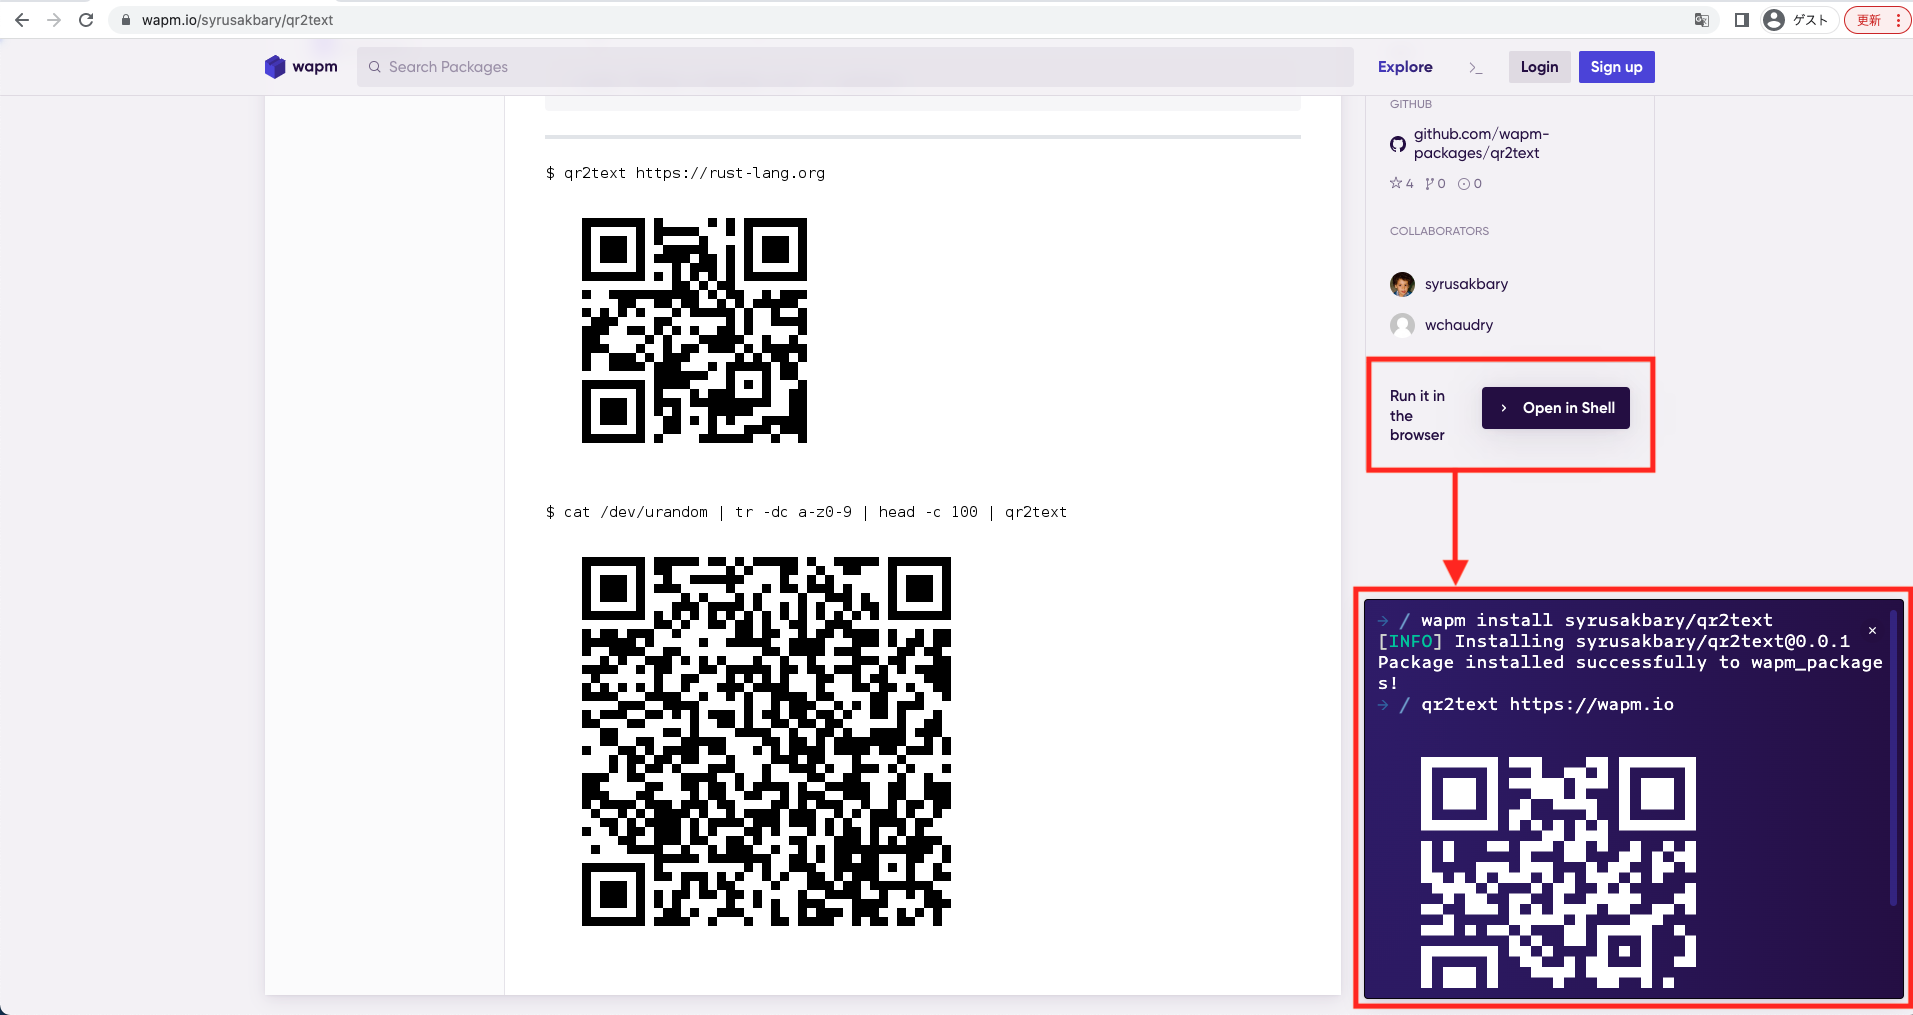 wapm.io/syrusakbary/qr2text
ゲスト
更新
wapm
Search Packages
Explore
>_
Login
Sign up
$ qr2text https://rust-lang.org
$ cat /dev/urandom | tr -dc a-z0-9 | head -c 100 | qr2text
GITHUB
github.com/wapm-
packages/qr2text
4 0 0
COLLABORATORS
syrusakbary
wchaudry
Run it in
the
browser
> Open in Shell
→ / wapm install syrusakbary/qr2text
[INFO] Installing syrusakbary/qr2text@0.0.1
Package installed successfully to wapm_package
s!
→ / qr2text https://wapm.io